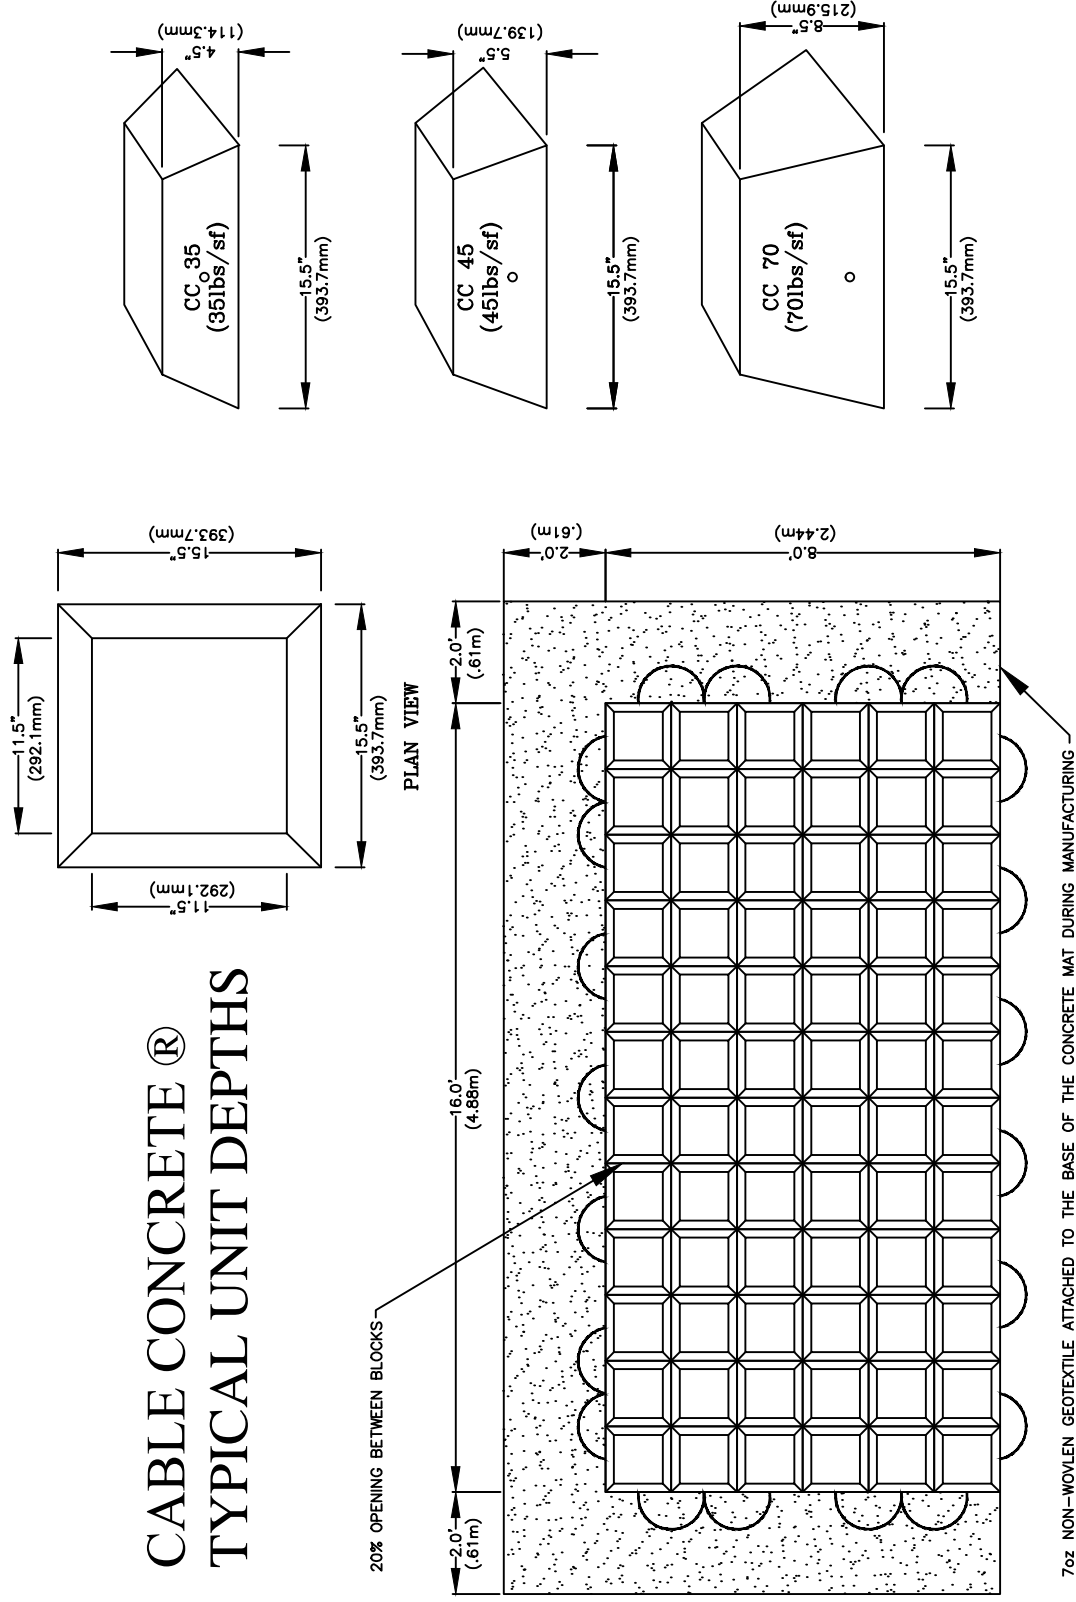 CABLE CONCRETE ®
TYPICAL UNIT DEPTHS
11.5"
(292.1mm)
11.5"
(292.1mm)
15.5"
(393.7mm)
15.5"
(393.7mm)
PLAN VIEW
4.5"
(114.3mm)
CC 35
(35lbs/sf)
15.5"
(393.7mm)
5.5"
(139.7mm)
CC 45
(45lbs/sf)
15.5"
(393.7mm)
8.5"
(215.9mm)
CC 70
(70lbs/sf)
15.5"
(393.7mm)
20% OPENING BETWEEN BLOCKS
2.0'
(.61m)
16.0'
(4.88m)
2.0'
(.61m)
2.0'
(.61m)
8.0'
(2.44m)
7oz NON-WOVLEN GEOTEXTILE ATTACHED TO THE BASE OF THE CONCRETE MAT DURING MANUFACTURING